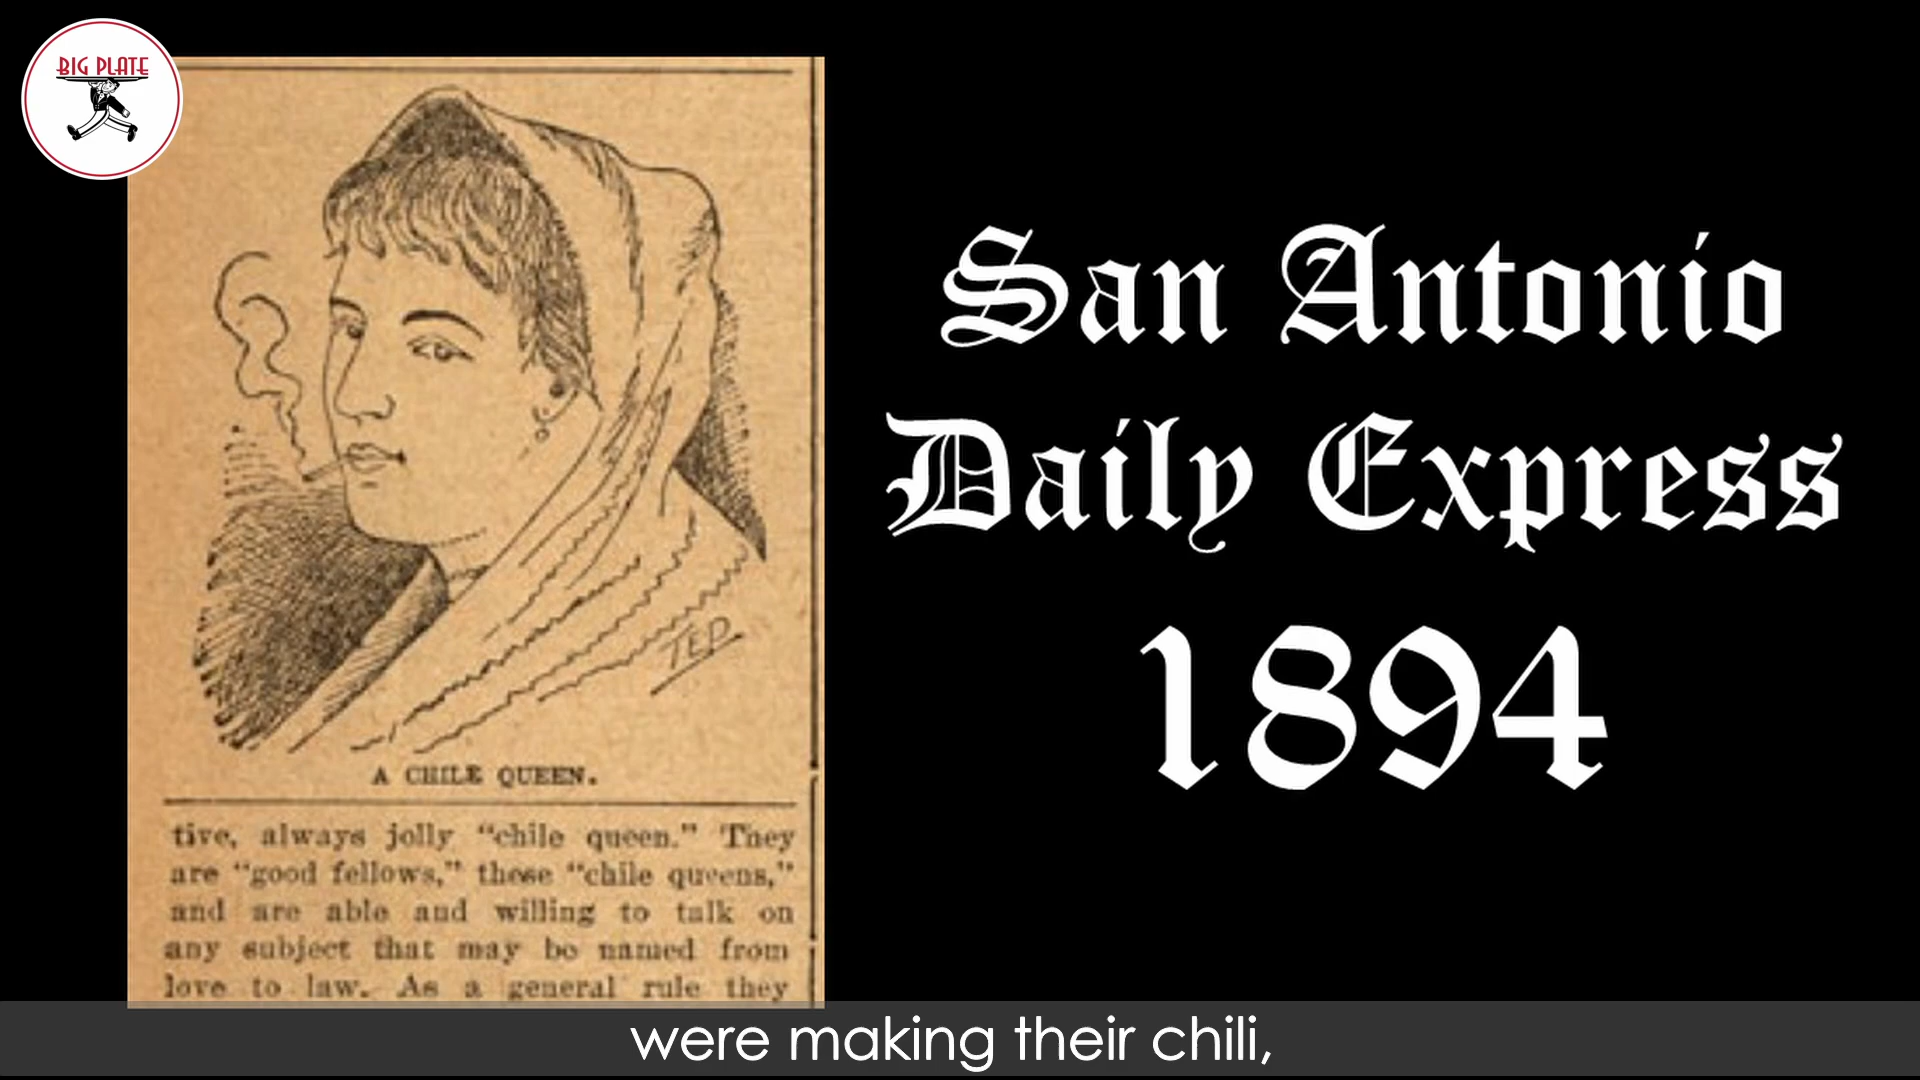 BIG PLATE
San Antonio
Daily Express
1894
TEP
A CHILE QUEEN.
tive, always jolly "chile queen." They
are "good fellows," these "chile queens,"
and are able and willing to talk on
any subject that may be named from
love to law. As a general rule they
were making their chili,